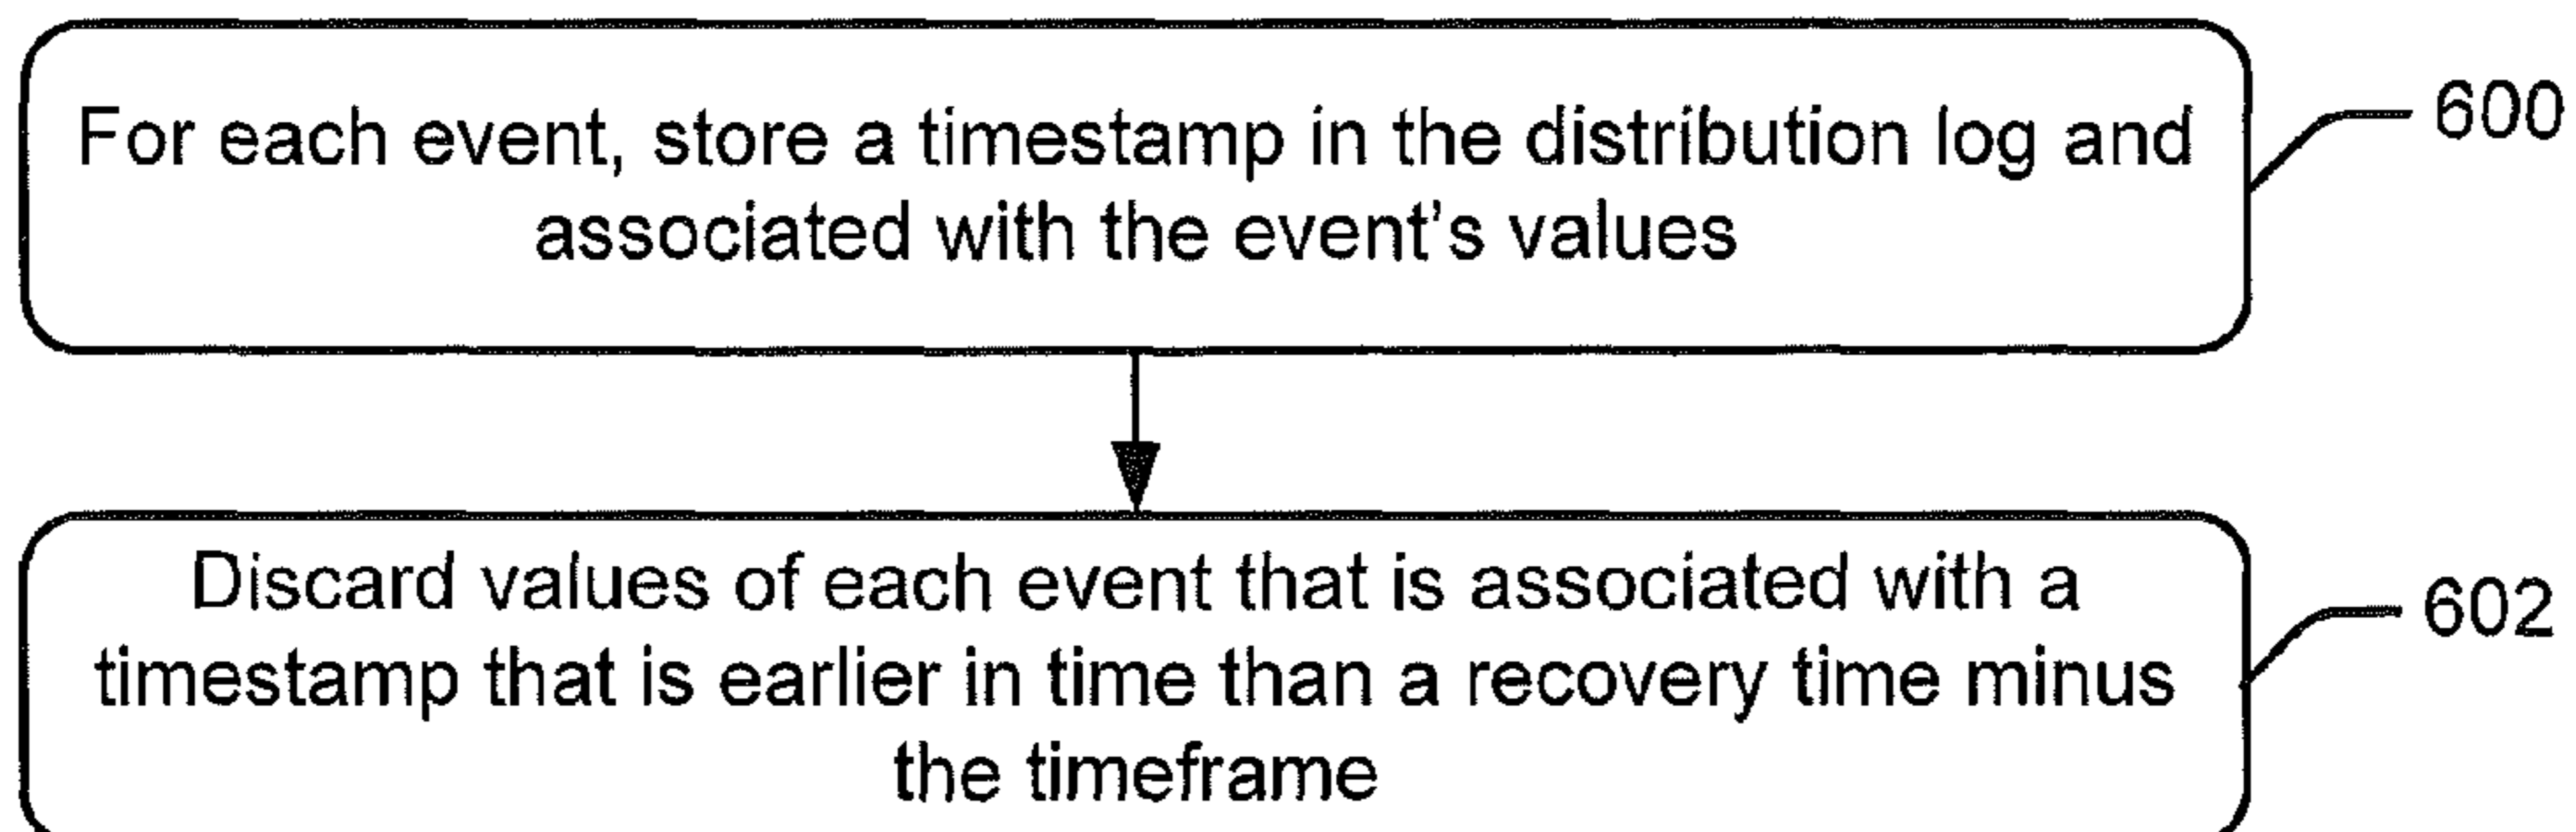 For each event, store a timestamp in the distribution log and
associated with the event's values
600
Discard values of each event that is associated with a
timestamp that is earlier in time than a recovery time minus
the timeframe
602